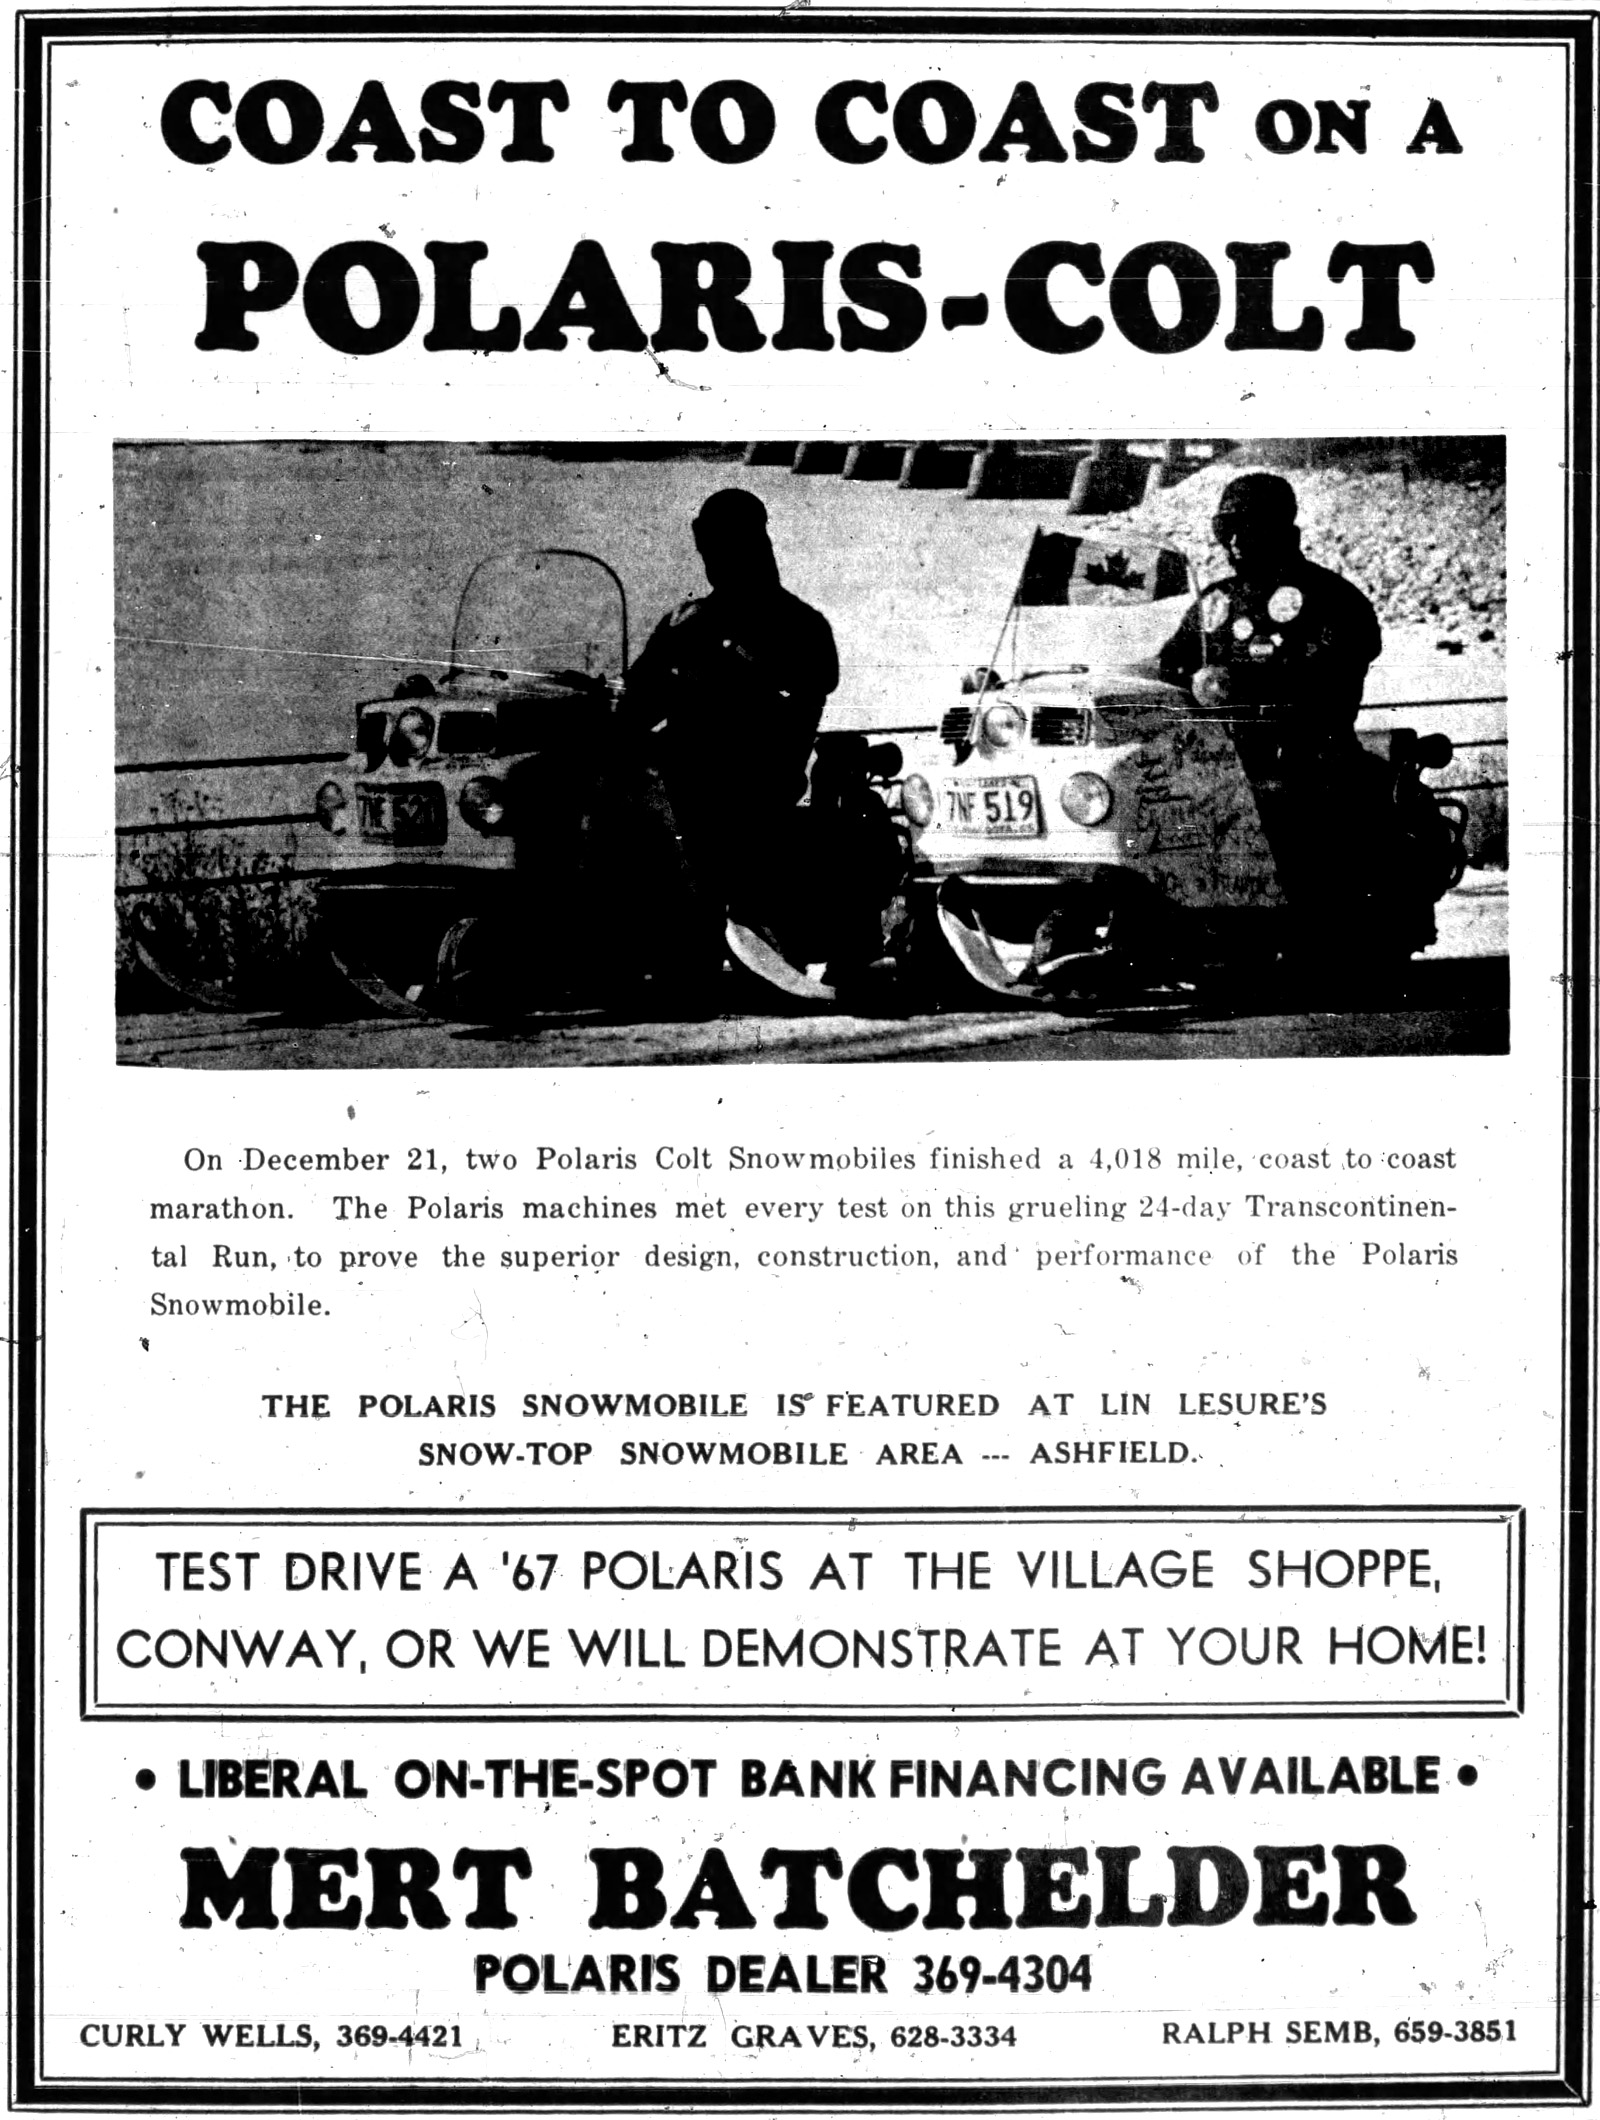 COAST TO COAST ON A
POLARIS-COLT
7NF 519
On December 21, two Polaris Colt Snowmobiles finished a 4,018 mile, coast to coast
marathon. The Polaris machines met every test on this grueling 24-day Transcontinen-
tal Run, to prove the superior design, construction, and performance of the Polaris
Snowmobile.
THE POLARIS SNOWMOBILE IS FEATURED AT LIN LESURE'S
SNOW-TOP SNOWMOBILE AREA --- ASHFIELD.
TEST DRIVE A '67 POLARIS AT THE VILLAGE SHOPPE,
CONWAY, OR WE WILL DEMONSTRATE AT YOUR HOME!
• LIBERAL ON-THE-SPOT BANK FINANCING AVAILABLE •
MERT BATCHELDER
POLARIS DEALER 369-4304
CURLY WELLS, 369-4421 ERITZ GRAVES, 628-3334 RALPH SEMB, 659-3851